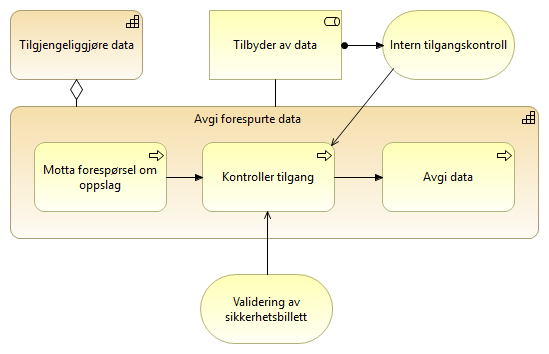 Tilgjengeliggjøre data
Tilbyder av data
Intern tilgangskontroll
Avgi forespurte data
Motta forespørsel om
oppslag
Kontroller tilgang
Avgi data
Validering av
sikkerhetsbillett